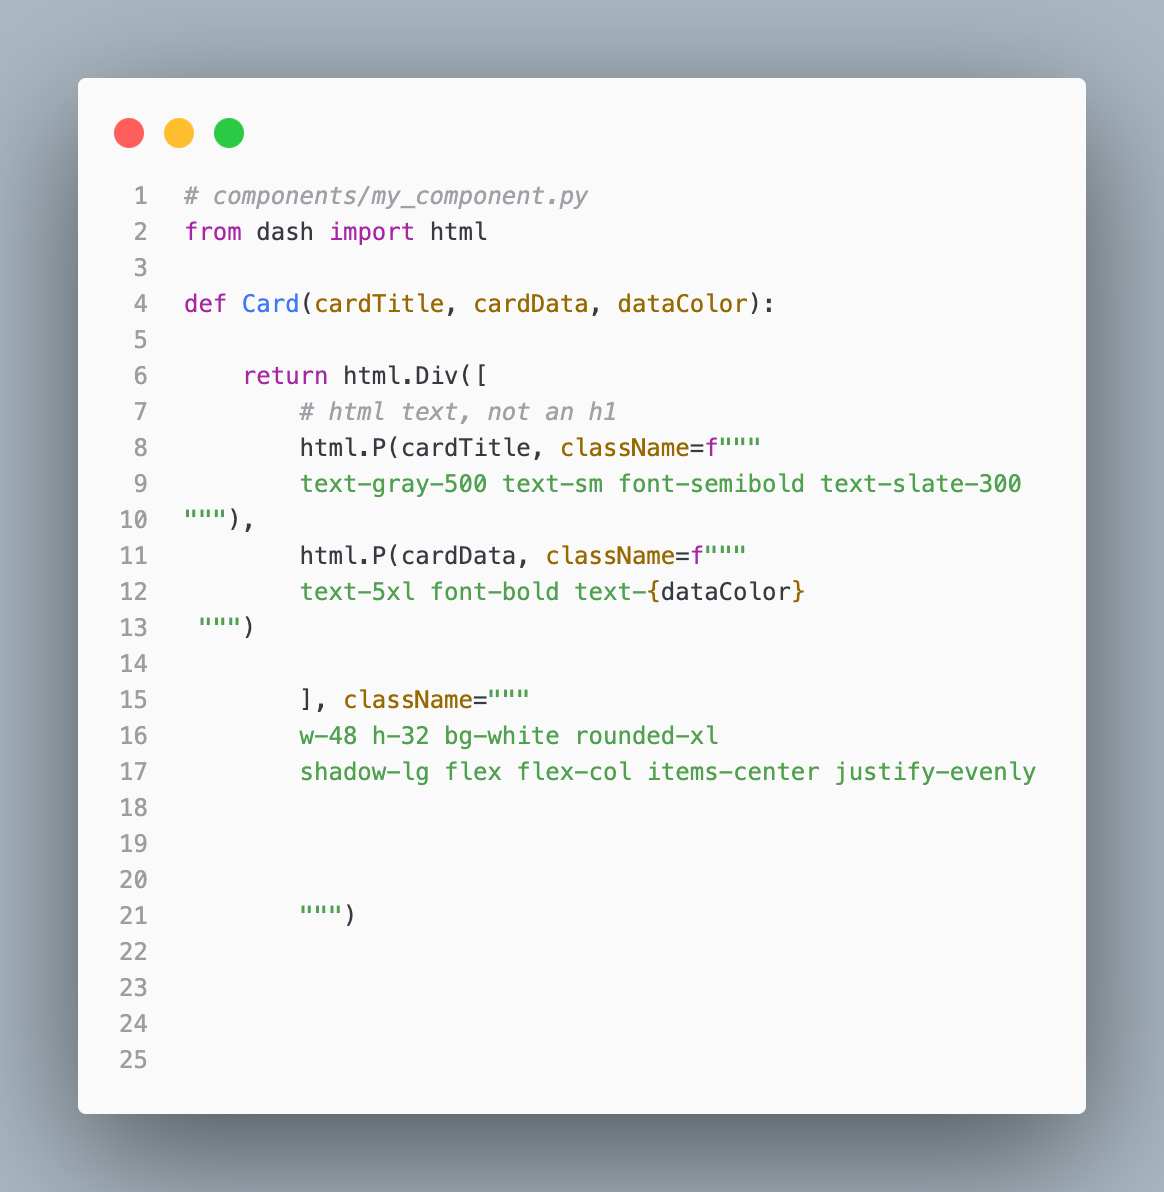 1 # components/my_component.py
2 from dash import html
3
4 def Card(cardTitle, cardData, dataColor):
5
6     return html.Div([
7         # html text, not an h1
8         html.P(cardTitle, className=f"""
9         text-gray-500 text-sm font-semibold text-slate-300
10 """),
11         html.P(cardData, className=f"""
12         text-5xl font-bold text-{dataColor}
13  """)
14
15         ], className="""
16         w-48 h-32 bg-white rounded-xl
17         shadow-lg flex flex-col items-center justify-evenly
18
19
20
21         """)
22
23
24
25